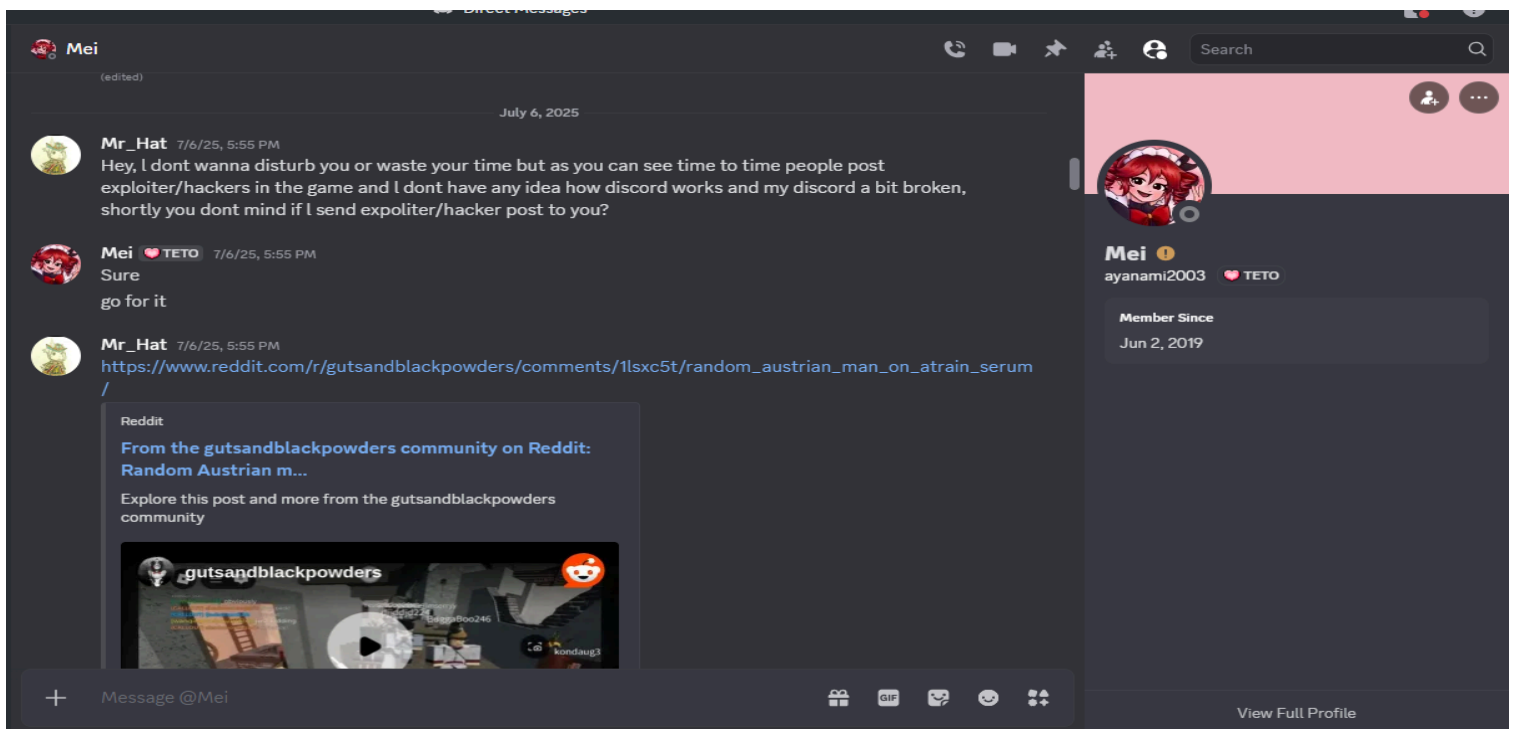 Direct Messages
Mei
Search
(edited)
July 6, 2025
Mr_Hat 7/6/25, 5:55 PM
Hey, l dont wanna disturb you or waste your time but as you can see time to time people post
exploiter/hackers in the game and l dont have any idea how discord works and my discord a bit broken,
shortly you dont mind if l send expoliter/hacker post to you?
Mei TETO 7/6/25, 5:55 PM
Sure
go for it
Mr_Hat 7/6/25, 5:55 PM
https://www.reddit.com/r/gutsandblackpowders/comments/1lsxc5t/random_austrian_man_on_atrain_serum
/
Reddit
From the gutsandblackpowders community on Reddit:
Random Austrian m...
Explore this post and more from the gutsandblackpowders
community
gutsandblackpowders
BuggaBoo246
kondaug3
Message @Mei
GIF
Mei
ayanami2003 TETO
Member Since
Jun 2, 2019
View Full Profile